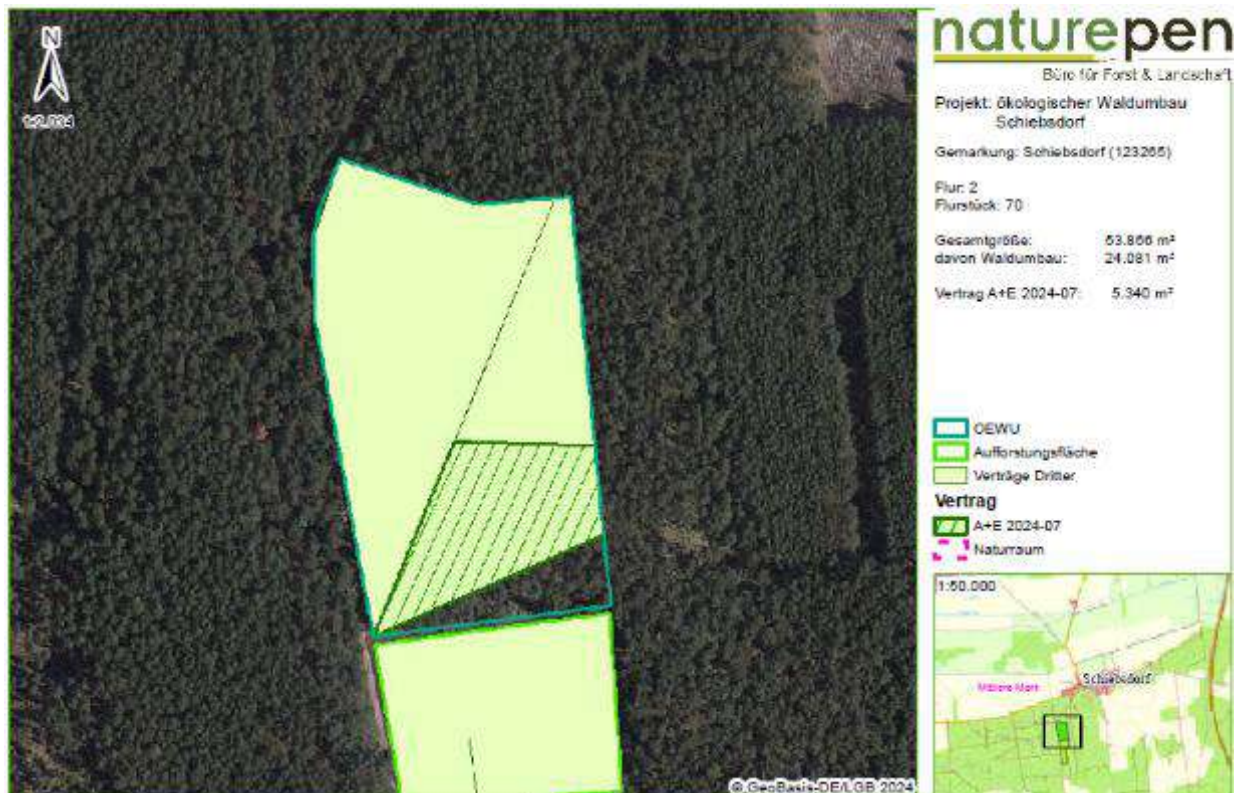 N
naturepen
Büro für Forst & Landschaft
Projekt: ökologischer Waldumbau
Schiebsdorf
Gemarkung: Schiebsdorf (123265)
Flur: 2
Flurstück: 70
Gesamtgröße: 53.866 m²
davon Waldumbau: 24.081 m²
Vertrag A+E 2024-07: 5.340 m²
OEWU
Aufforstungsfläche
Verträge Dritter
Vertrag
A+E 2024-07
Naturraum
1:50.000
Schiebsdorf
Mittlere Mark
© GeoBasis-DE/LGB 2024